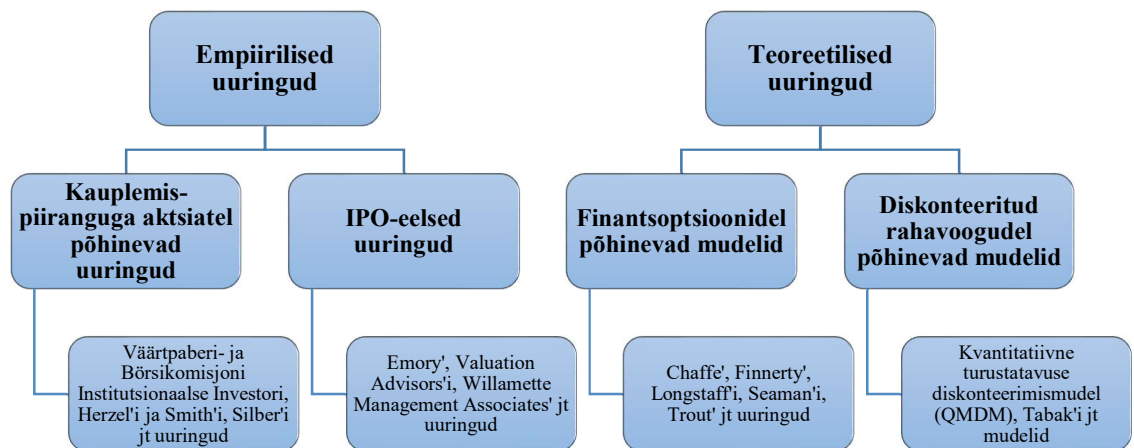 Empiirilised
uuringud
Teoreetilised
uuringud
Kauplemis-
piiranguga aktsiatel
põhinevad
uuringud
IPO-eelsed
uuringud
Finantsoptsioonidel
põhinevad mudelid
Diskonteeritud
rahavoogudel
põhinevad mudelid
Väärtpaberi- ja
Börsikomisjoni
Institutsionaalse Investori,
Herzel'i ja Smith'i, Silber'i
jt uuringud
Emory', Valuation
Advisors'i, Willamette
Management Associates' jt
uuringud
Chaffe', Finnerty',
Longstaff'i, Seaman'i,
Trout' jt uuringud
Kvantitatiivne
turustatavuse
diskonteerimismudel
(QMDM), Tabak'i jt
mudelid